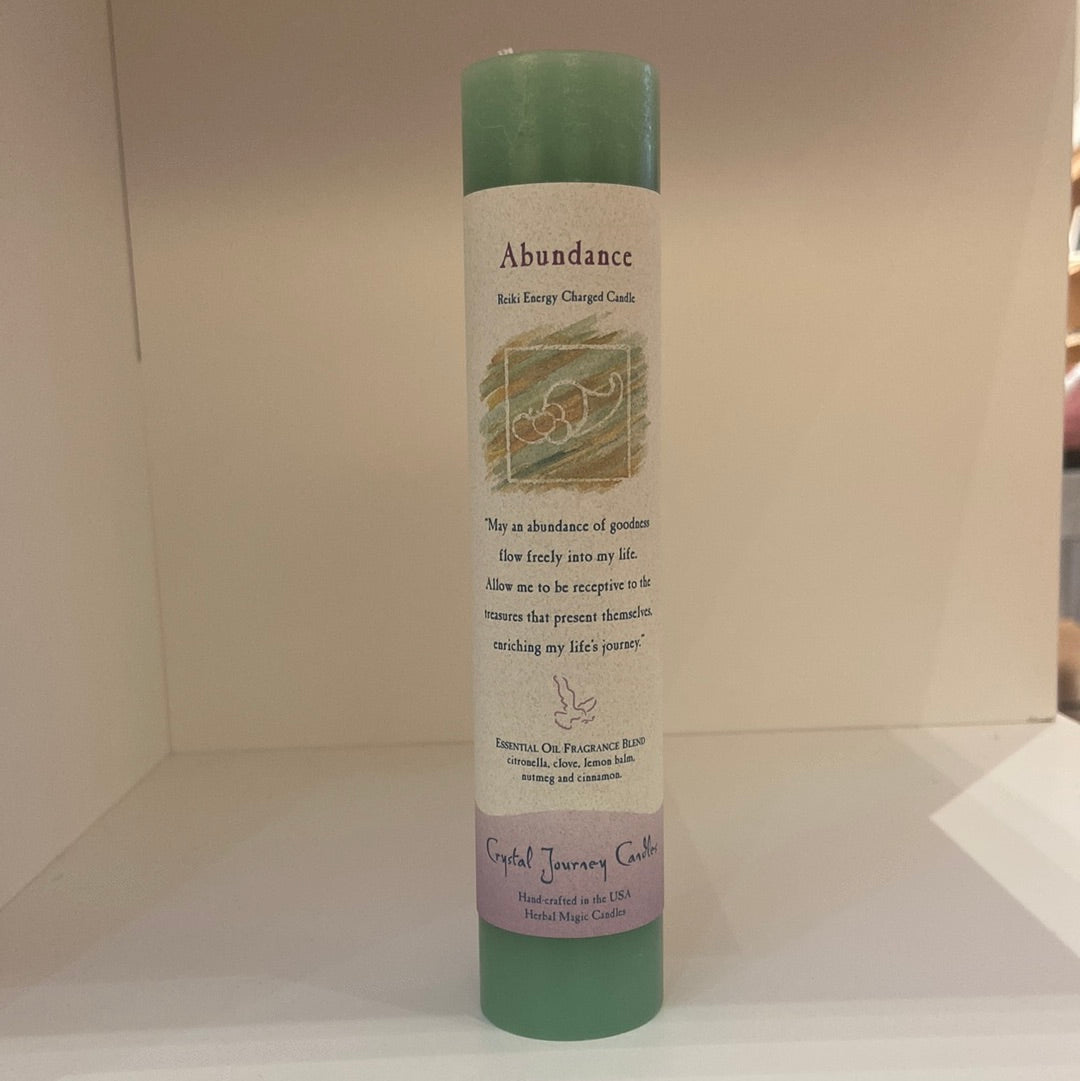 Abundance
Reiki Energy Charged Candle
"May an abundance of goodness
flow freely into my life.
Allow me to be receptive to the
treasures that present themselves,
enriching my life's journey."
ESSENTIAL OIL FRAGRANCE BLEND
citronella, clove, lemon balm,
nutmeg and cinnamon.
Crystal Journey Candles
Hand-crafted in the USA
Herbal Magic Candles